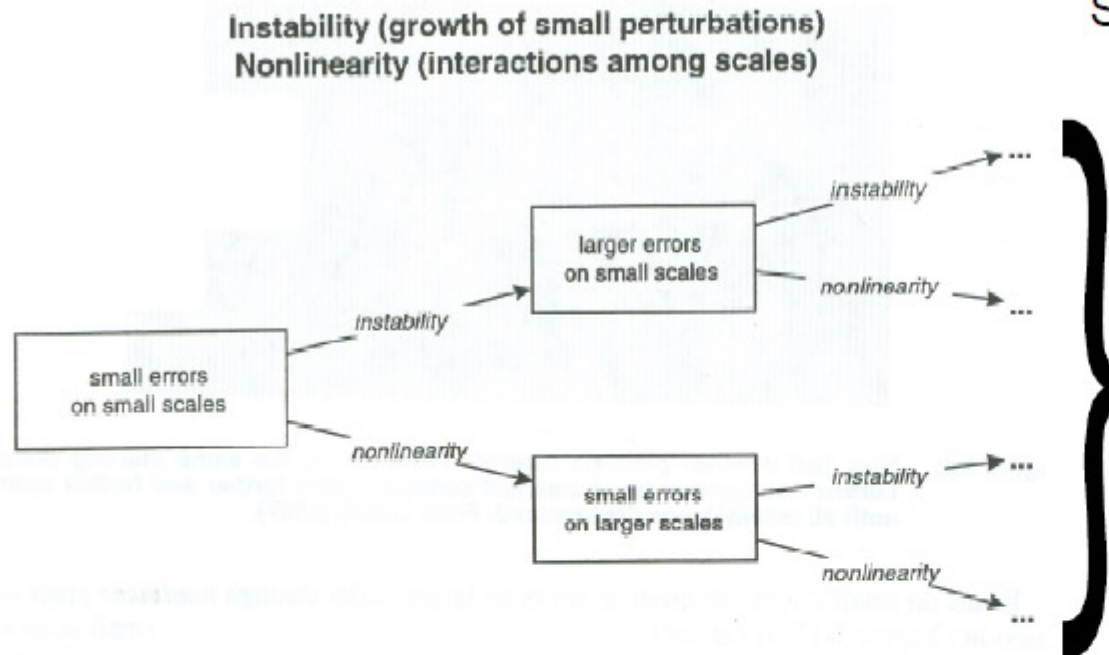 Instability (growth of small perturbations)
Nonlinearity (interactions among scales)
S
instability
...
larger errors
on small scales
nonlinearity
...
instability
small errors
on small scales
nonlinearity
instability
...
small errors
on larger scales
nonlinearity
...